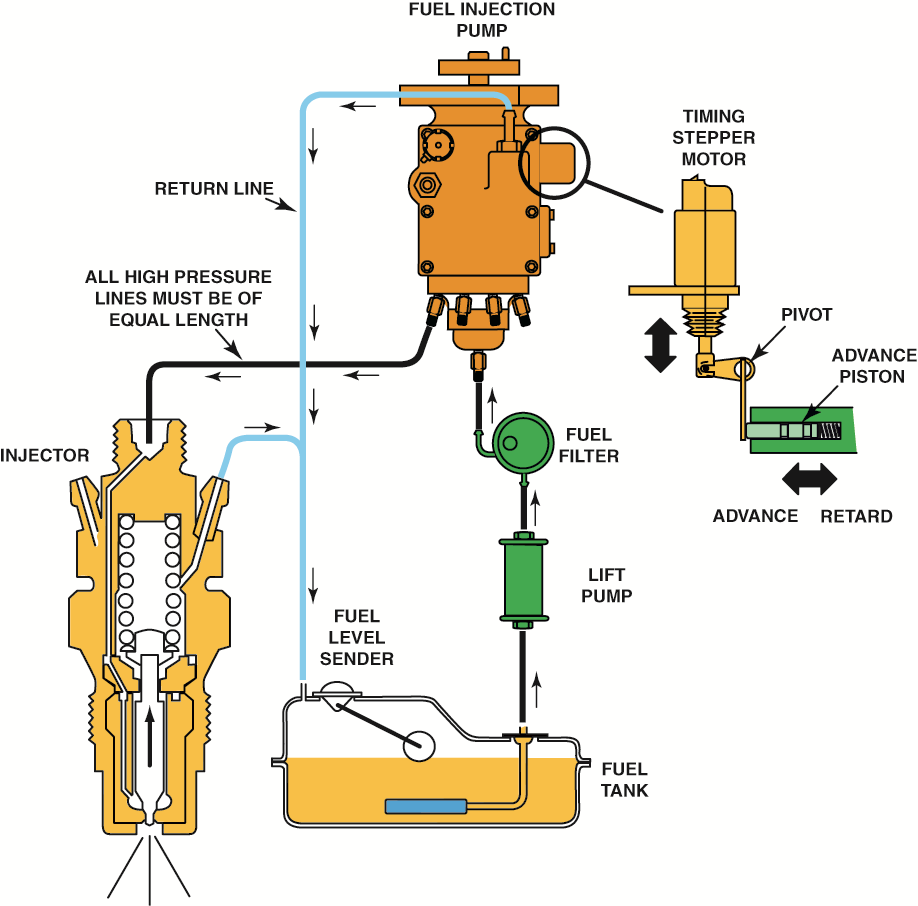 FUEL INJECTION
PUMP
TIMING
STEPPER
MOTOR
RETURN LINE
ALL HIGH PRESSURE
LINES MUST BE OF
EQUAL LENGTH
PIVOT
ADVANCE
PISTON
INJECTOR
FUEL
FILTER
ADVANCE
RETARD
LIFT
PUMP
FUEL
LEVEL
SENDER
FUEL
TANK